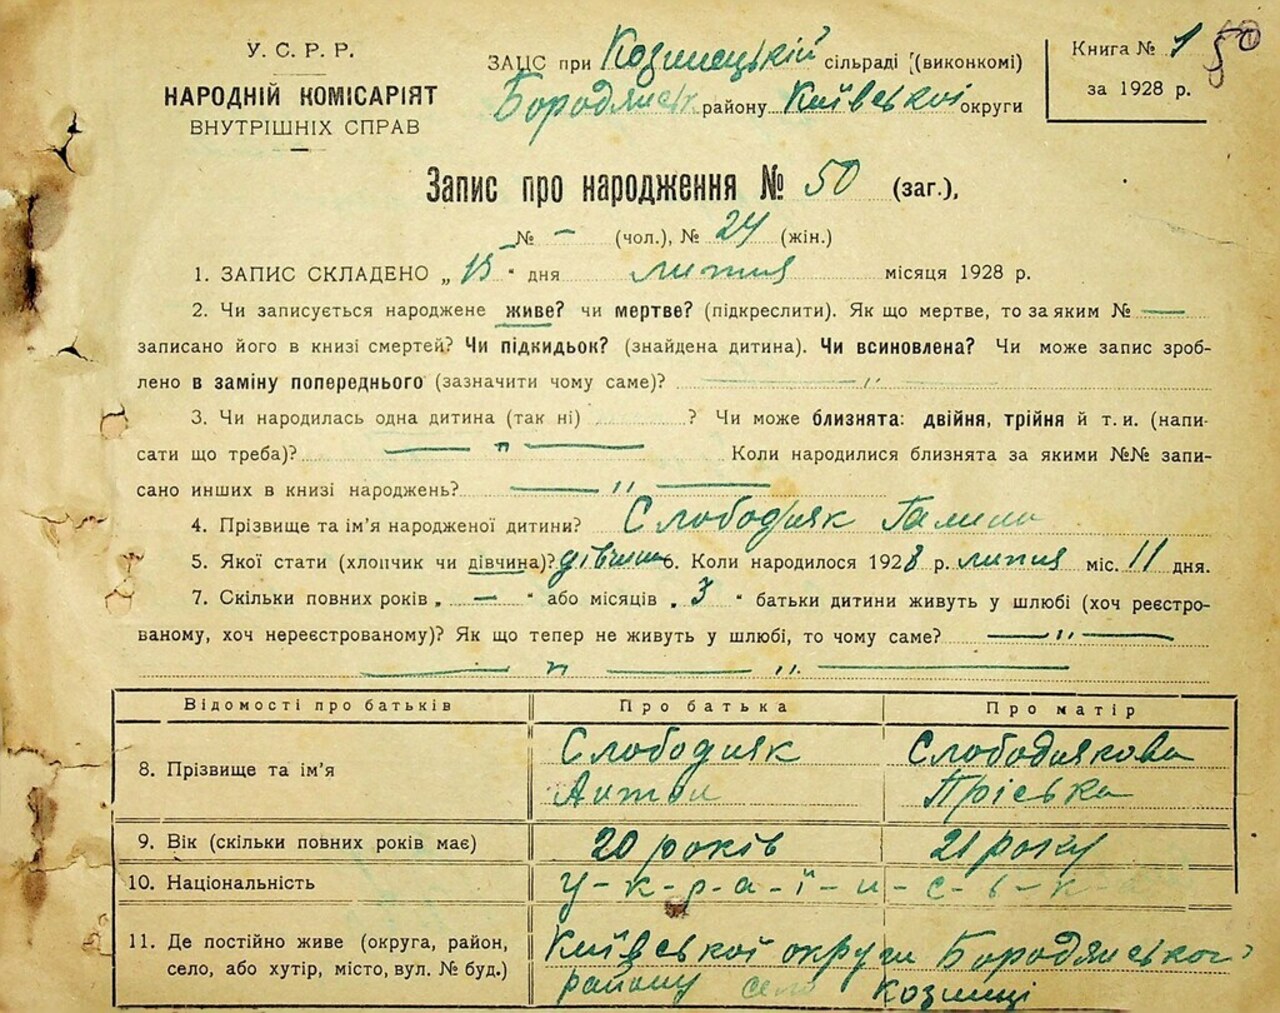 У. С. Р. Р.
НАРОДНІЙ КОМІСАРІЯТ
ВНУТРІШНІХ СПРАВ
ЗАЦС при Козинецькій сільраді (виконкомі)
Бородянськ району Київської округи
Книга № 1
за 1928 р.
50
Запис про народження № 50 (заг.),
№ – (чол.), № 24 (жін.)
1. ЗАПИС СКЛАДЕНО „ 15 “ дня липня місяця 1928 р.
2. Чи записується народжене живе? чи мертве? (підкреслити). Як що мертве, то за яким № —
записано його в книзі смертей? Чи підкидьок? (знайдена дитина). Чи всиновлена? Чи може запис зроб-
лено в заміну попереднього (зазначити чому саме)? — „ —
3. Чи народилась одна дитина (так ні) ? Чи може близнята: двійня, трійня й т. и. (напи-
сати що треба)? — „ — Коли народилися близнята за якими №№ запи-
сано инших в книзі народжень? — „ —
4. Прізвище та ім’я народженої дитини? Слободняк Галина
5. Якої стати (хлопчик чи дівчина)? дівчина 6. Коли народилося 1928 р. липня міс. 11 дня.
7. Скільки повних років „ — “ або місяців „ 3 “ батьки дитини живуть у шлюбі (хоч реєстро-
ваному, хоч нереєстрованому)? Як що тепер не живуть у шлюбі, то чому саме? — „ —
— „ — „ —
Відомості про батьків Про батька Про матір
8. Прізвище та ім’я Слободняк Антон Слободнякова Пріська
9. Вік (скільки повних років має) 20 років 21 року
10. Національність У-к-р-а-ї-н-с-ь-к-а
11. Де постійно живе (округа, район, Київської округи Бородянського
село, або хутір, місто, вул. № буд.) району село Козинці